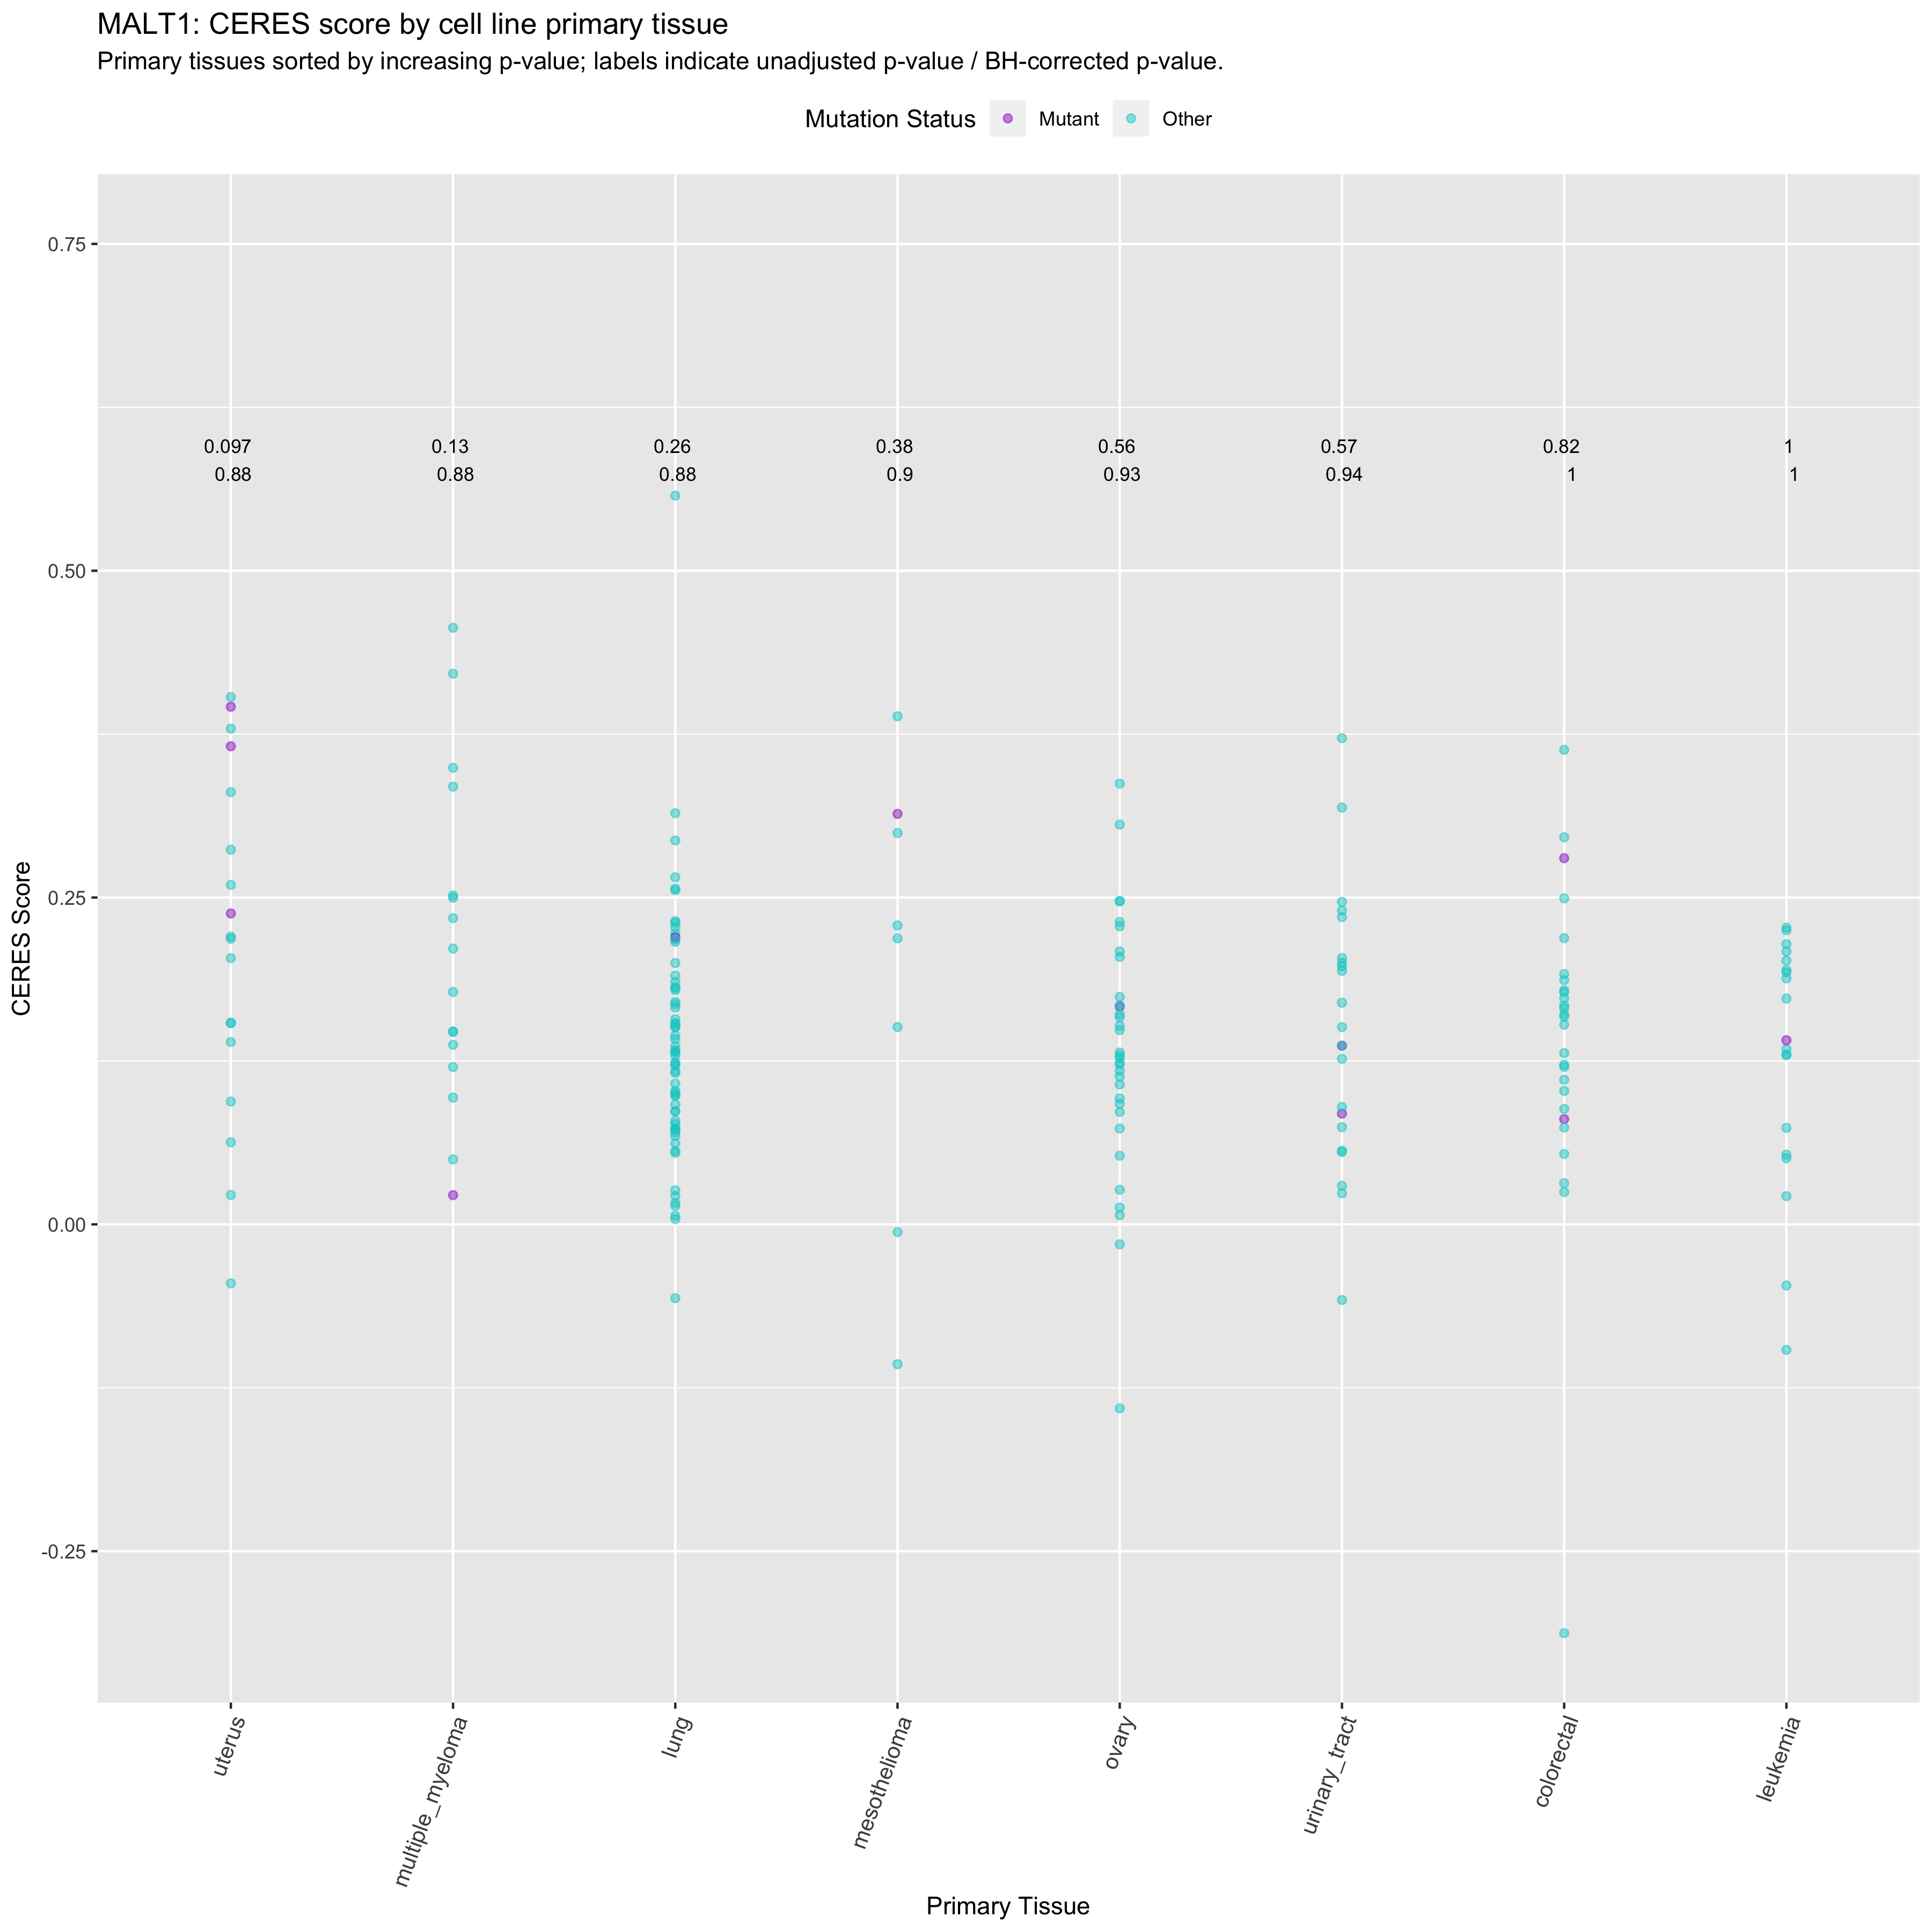 MALT1: CERES score by cell line primary tissue
Primary tissues sorted by increasing p-value; labels indicate unadjusted p-value / BH-corrected p-value.
Mutation Status Mutant Other
0.75
0.097 0.13 0.26 0.38 0.56 0.57 0.82 1
0.88 0.88 0.88 0.9 0.93 0.94 1 1
0.50
0.25
0.00
-0.25
CERES Score
uterus
multiple_myeloma
lung
mesothelioma
ovary
urinary_tract
colorectal
leukemia
Primary Tissue